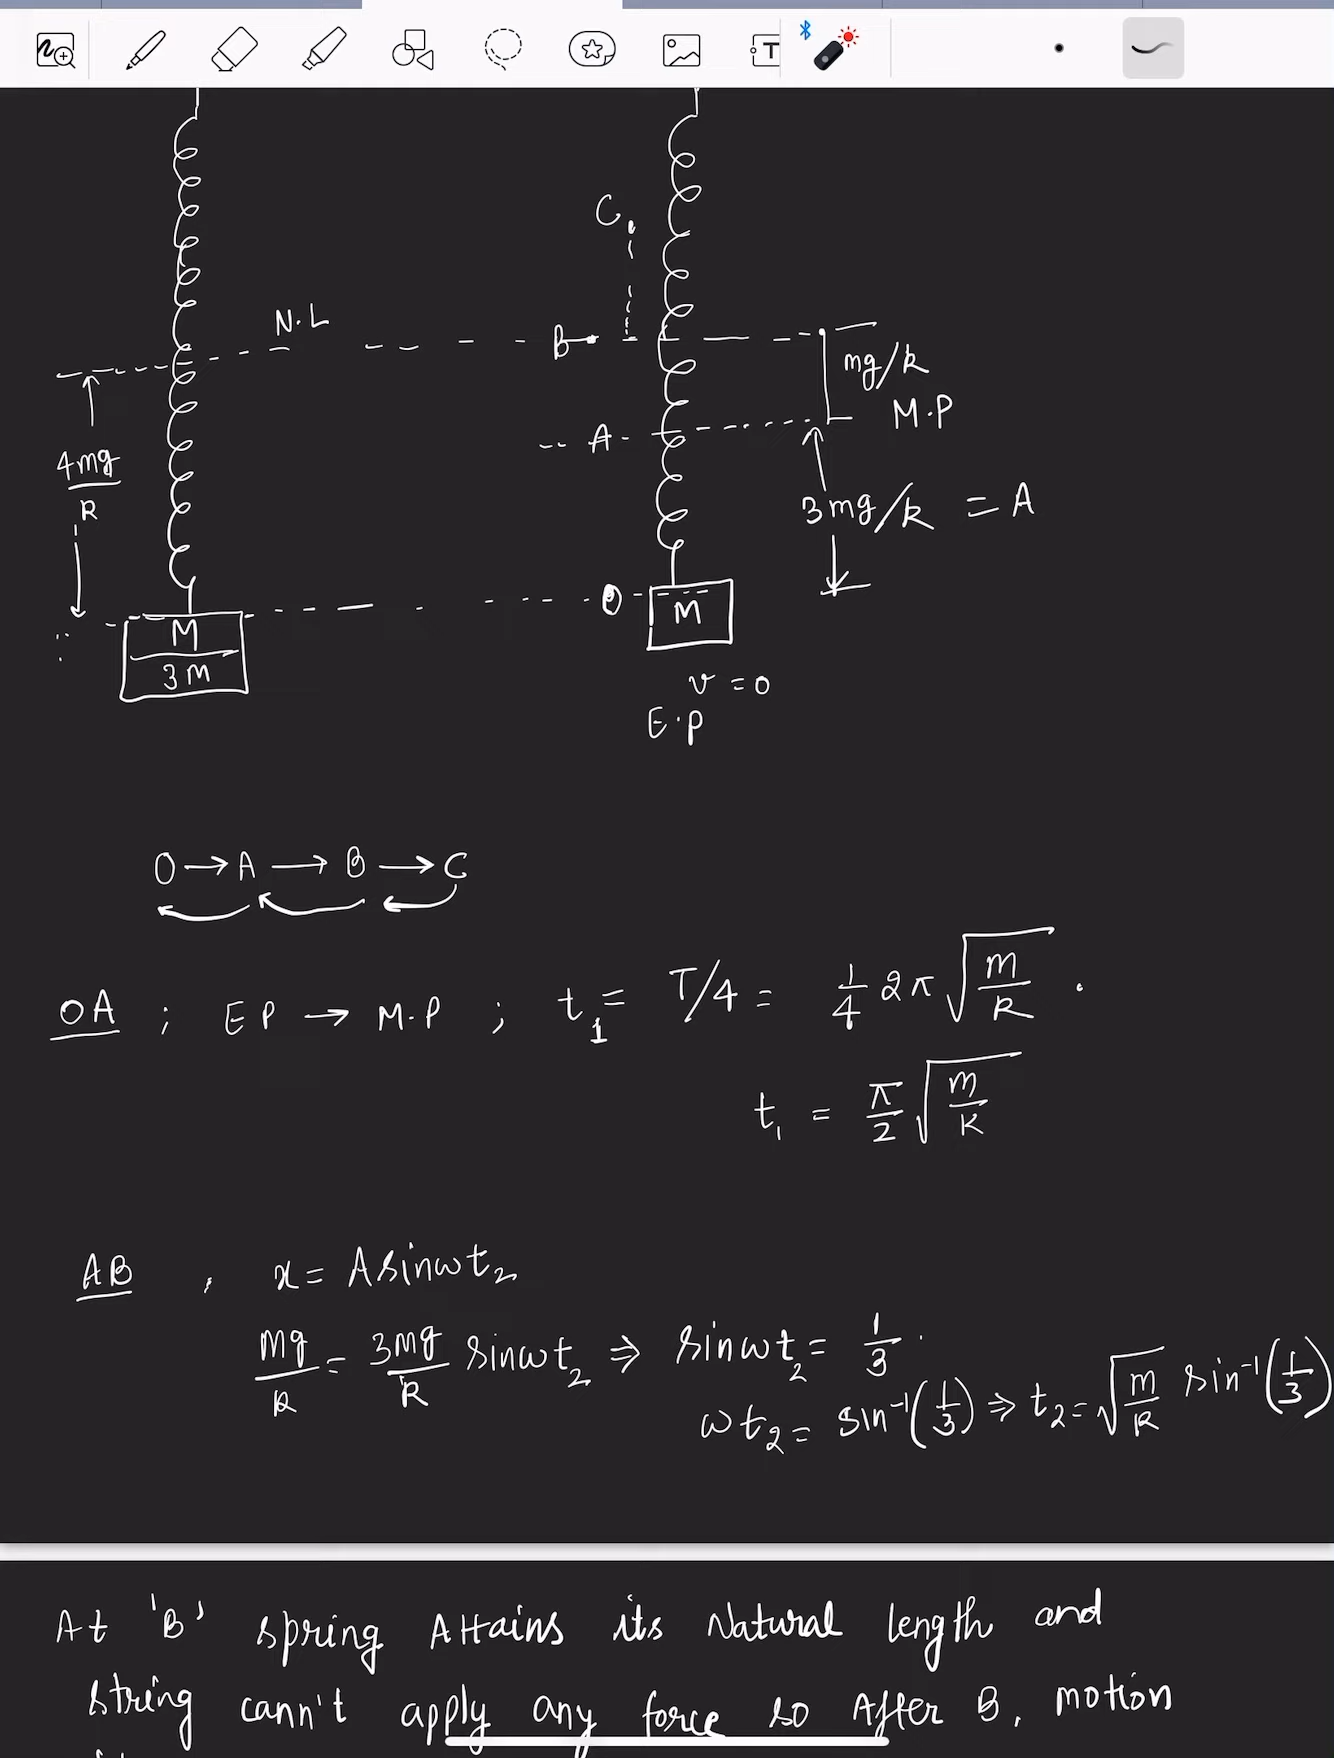 C
N.L
B
mg/k
M.P
A
4mg/k
3mg/k = A
O
M
M
3M
v = 0
E.P
O → A → B → C
OA ; EP → M.P ; t₁ = T/4 = 1/4 2π √(m/k) .
t₁ = π/2 √(m/k)
AB , x = A sinωt₂
mg/k = 3mg/k sinωt₂ ⇒ sinωt₂ = 1/3 .
ωt₂ = sin⁻¹(1/3) ⇒ t₂ = √(m/k) sin⁻¹(1/3)
At 'B' spring Attains its Natural length and
string cann't apply any force so After B, motion